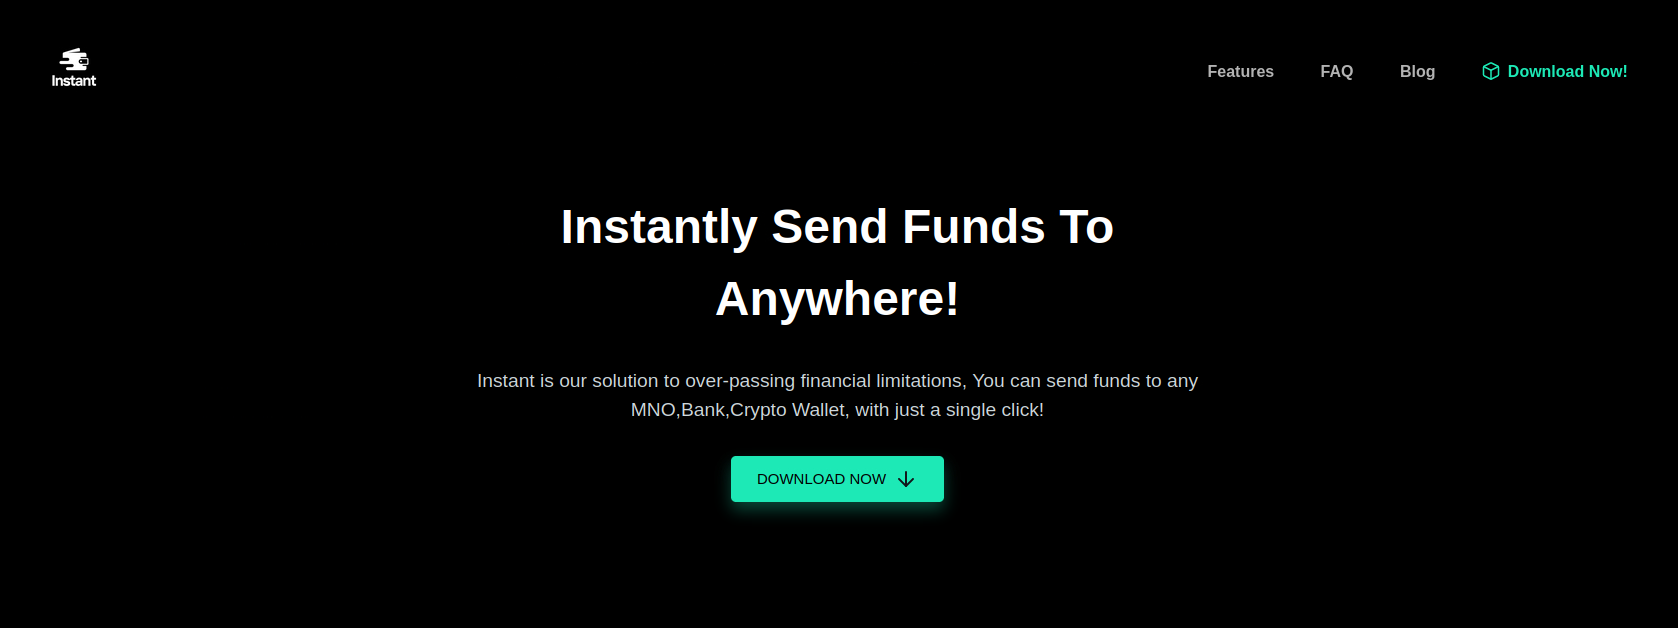 Instant
Features
FAQ
Blog
Download Now!
Instantly Send Funds To
Anywhere!
Instant is our solution to over-passing financial limitations, You can send funds to any
MNO,Bank,Crypto Wallet, with just a single click!
DOWNLOAD NOW